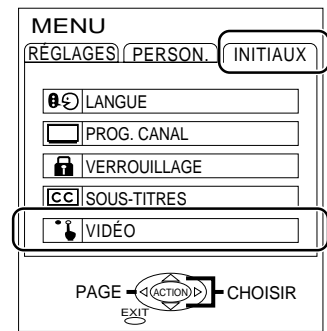 MENU
RÉGLAGES PERSON. INITIAUX
LANGUE
PROG. CANAL
VERROUILLAGE
CC SOUS-TITRES
VIDÉO
PAGE ACTION CHOISIR
EXIT